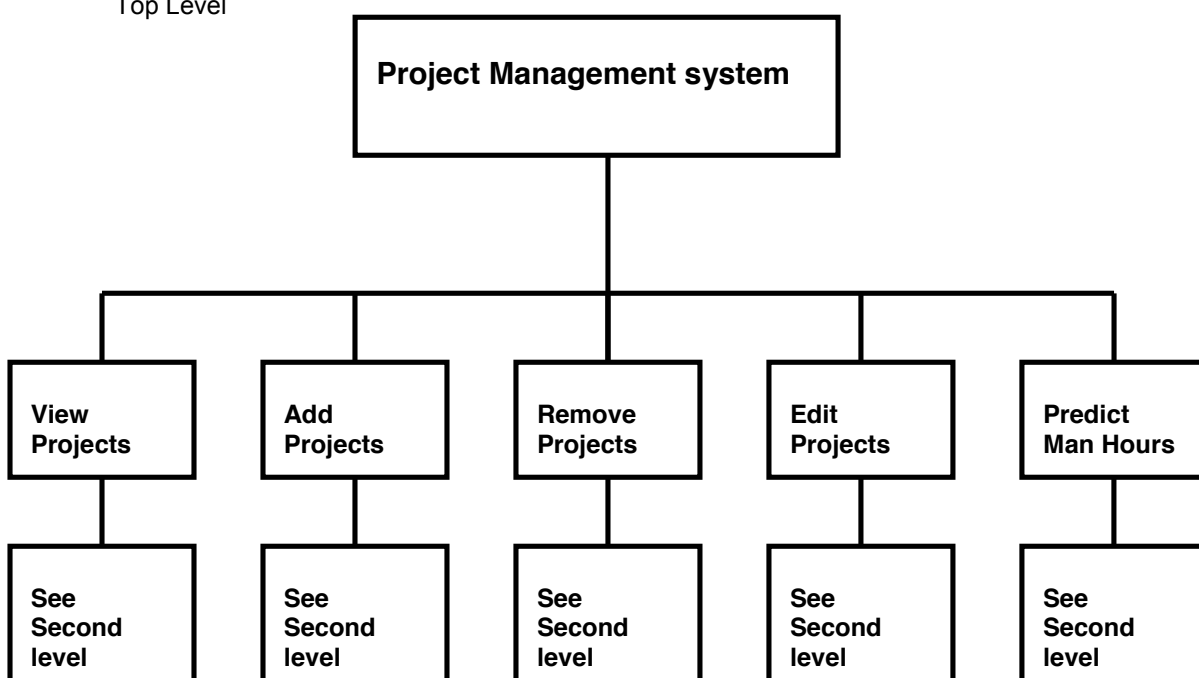 Top Level
Project Management system
View
Projects
Add
Projects
Remove
Projects
Edit
Projects
Predict
Man Hours
See
Second
level
See
Second
level
See
Second
level
See
Second
level
See
Second
level